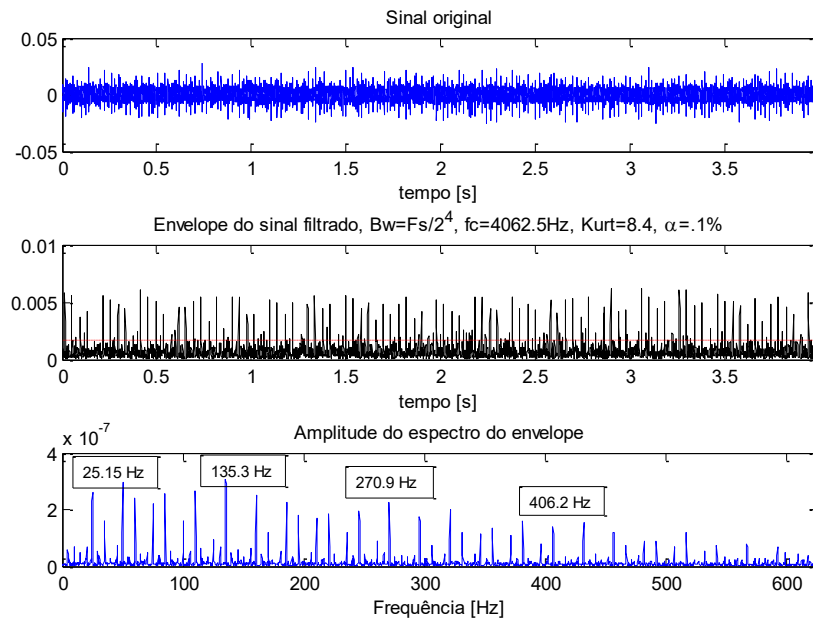 Sinal original
0.05
0
-0.05
0 0.5 1 1.5 2 2.5 3 3.5
tempo [s]
Envelope do sinal filtrado, Bw=Fs/2^4, fc=4062.5Hz, Kurt=8.4, α=.1%
0.01
0.005
0
0 0.5 1 1.5 2 2.5 3 3.5
tempo [s]
x 10^-7
Amplitude do espectro do envelope
4
2
0
25.15 Hz
135.3 Hz
270.9 Hz
406.2 Hz
0 100 200 300 400 500 600
Frequência [Hz]